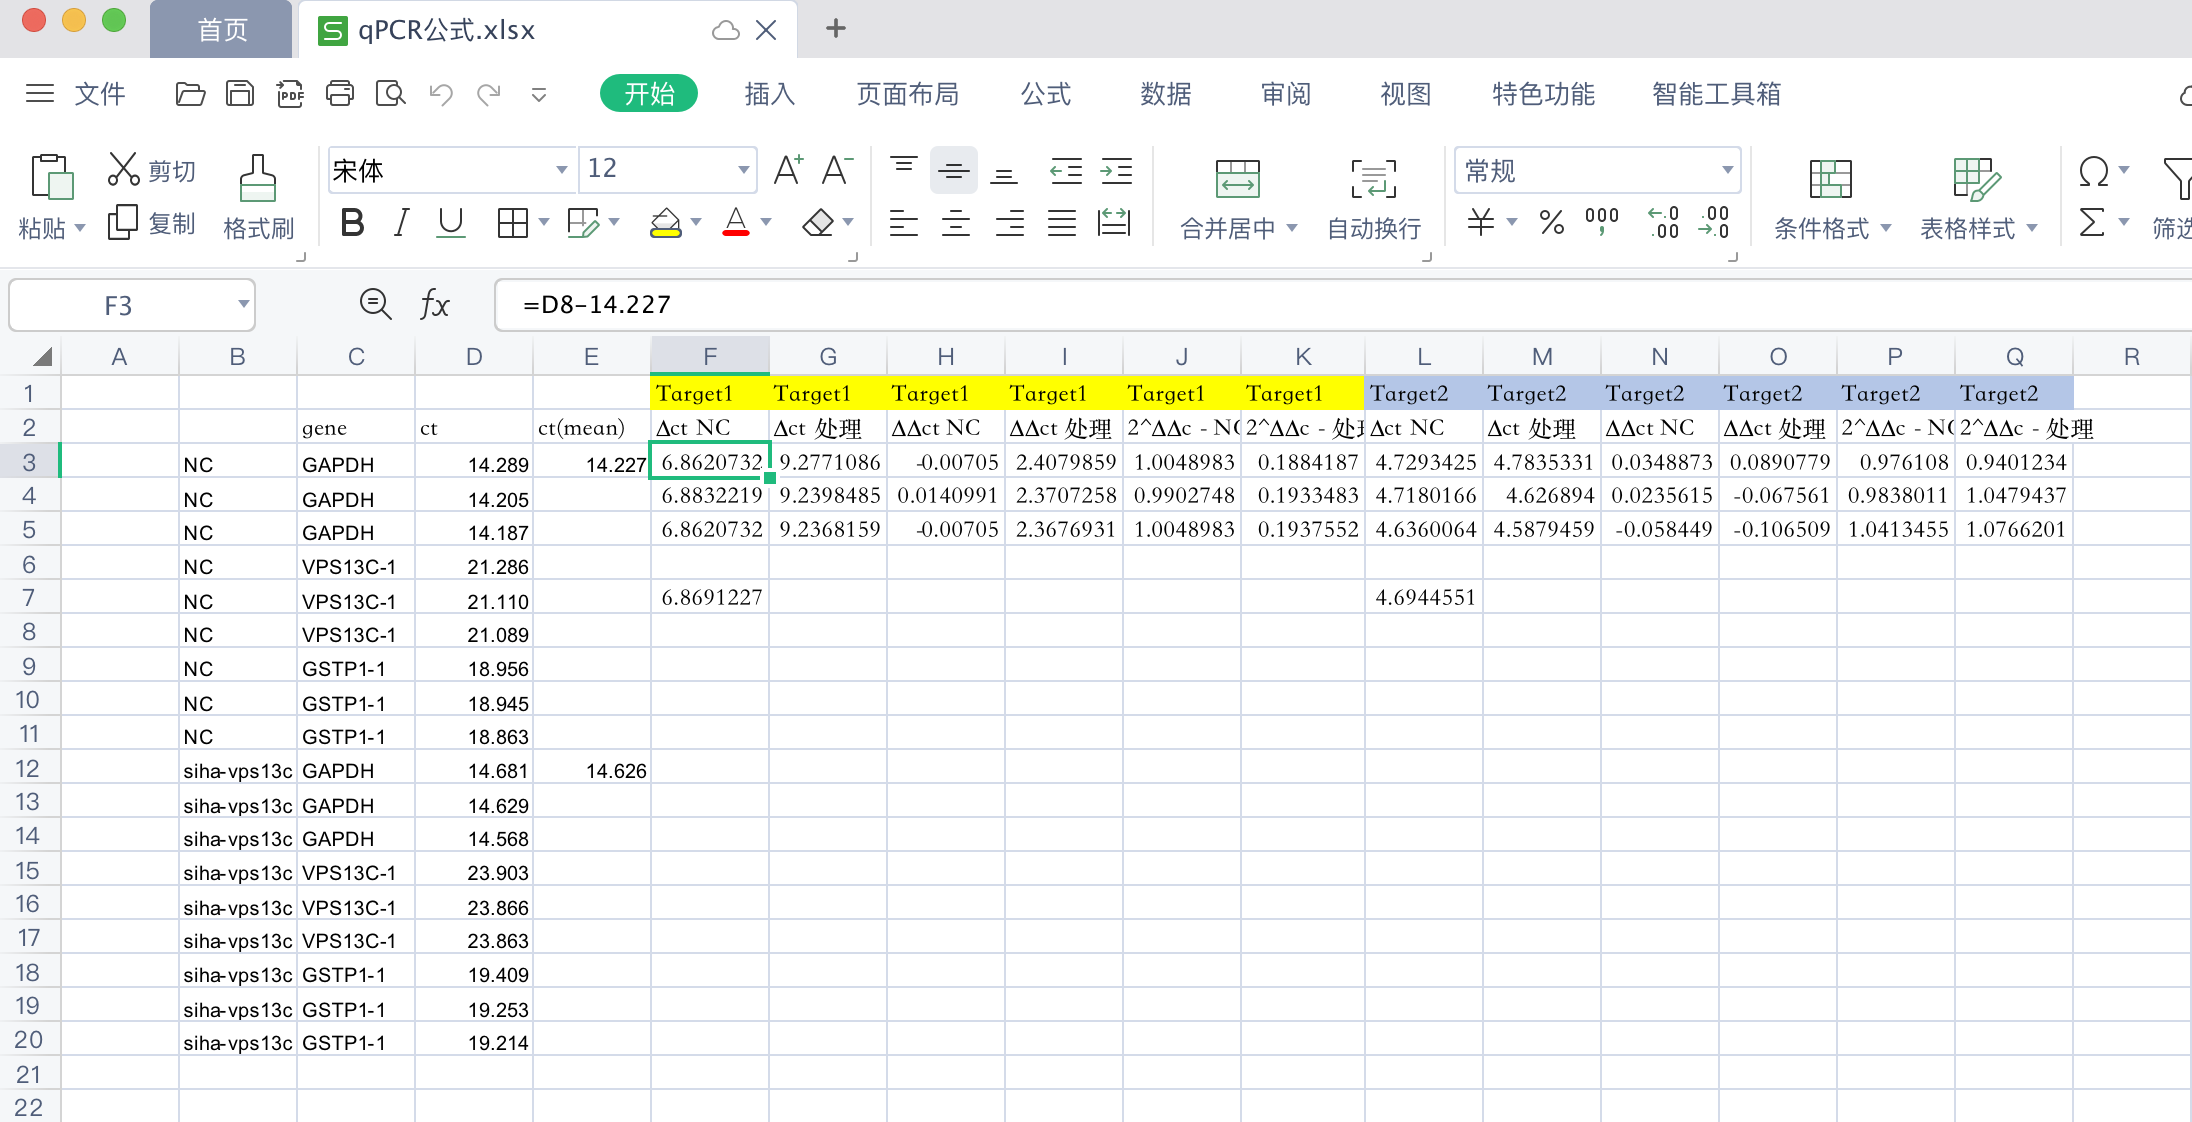 首页 qPCR公式.xlsx
文件 开始 插入 页面布局 公式 数据 审阅 视图 特色功能 智能工具箱
粘贴 剪切 复制 格式刷 宋体 12 合并居中 自动换行 常规 条件格式 表格样式 筛选
F3 fx =D8-14.227
A B C D E F G H I J K L M N O P Q R
1 Target1 Target1 Target1 Target1 Target1 Target1 Target2 Target2 Target2 Target2 Target2 Target2
2 gene ct ct(mean) Δct NC Δct 处理 ΔΔct NC ΔΔct 处理 2^ΔΔc - NC 2^ΔΔc - 处理 Δct NC Δct 处理 ΔΔct NC ΔΔct 处理 2^ΔΔc - NC 2^ΔΔc - 处理
3 NC GAPDH 14.289 14.227 6.8620732 9.2771086 -0.00705 2.4079859 1.0048983 0.1884187 4.7293425 4.7835331 0.0348873 0.0890779 0.976108 0.9401234
4 NC GAPDH 14.205 6.8832219 9.2398485 0.0140991 2.3707258 0.9902748 0.1933483 4.7180166 4.626894 0.0235615 -0.067561 0.9838011 1.0479437
5 NC GAPDH 14.187 6.8620732 9.2368159 -0.00705 2.3676931 1.0048983 0.1937552 4.6360064 4.5879459 -0.058449 -0.106509 1.0413455 1.0766201
6 NC VPS13C-1 21.286
7 NC VPS13C-1 21.110 6.8691227 4.6944551
8 NC VPS13C-1 21.089
9 NC GSTP1-1 18.956
10 NC GSTP1-1 18.945
11 NC GSTP1-1 18.863
12 siha-vps13c GAPDH 14.681 14.626
13 siha-vps13c GAPDH 14.629
14 siha-vps13c GAPDH 14.568
15 siha-vps13c VPS13C-1 23.903
16 siha-vps13c VPS13C-1 23.866
17 siha-vps13c VPS13C-1 23.863
18 siha-vps13c GSTP1-1 19.409
19 siha-vps13c GSTP1-1 19.253
20 siha-vps13c GSTP1-1 19.214
21
22